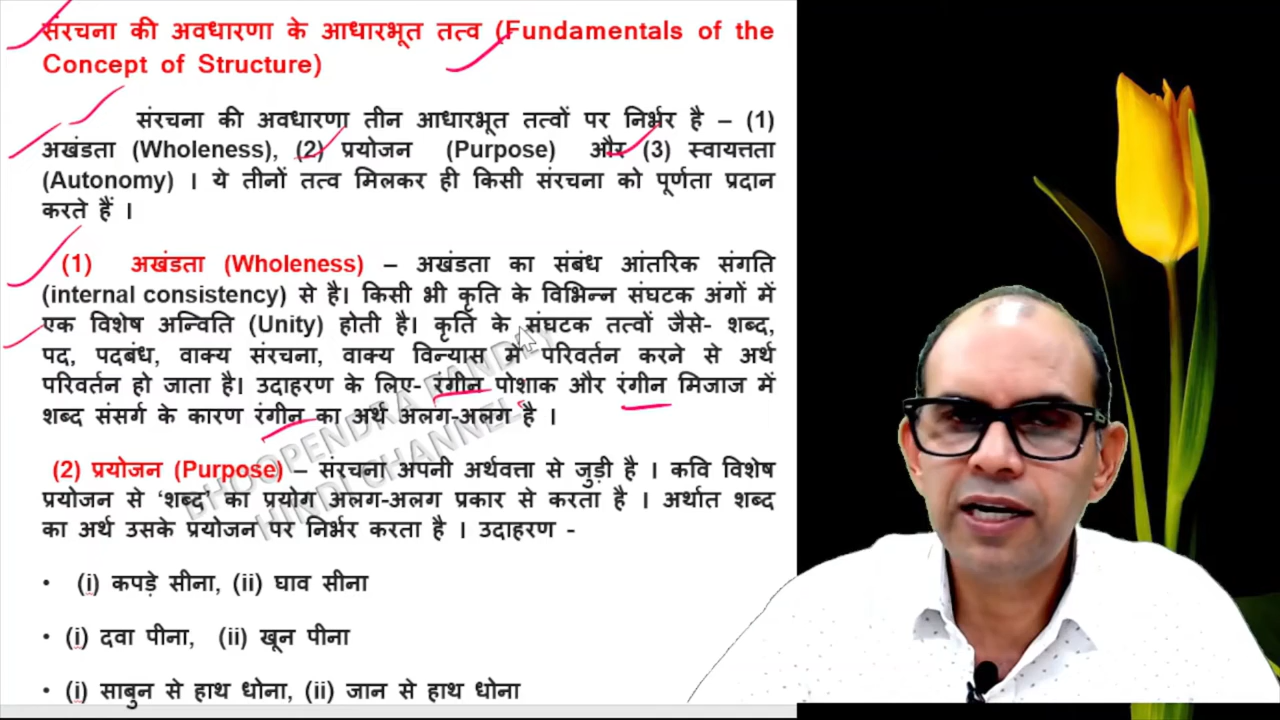 संरचना की अवधारणा के आधारभूत तत्व (Fundamentals of the
Concept of Structure)
संरचना की अवधारणा तीन आधारभूत तत्वों पर निर्भर है – (1)
अखंडता (Wholeness), (2) प्रयोजन (Purpose) और (3) स्वायत्तता
(Autonomy) । ये तीनों तत्व मिलकर ही किसी संरचना को पूर्णता प्रदान
करते हैं ।
(1) अखंडता (Wholeness) – अखंडता का संबंध आंतरिक संगति
(internal consistency) से है। किसी भी कृति के विभिन्न संघटक अंगों में
एक विशेष अन्विति (Unity) होती है। कृति के संघटक तत्वों जैसे- शब्द,
पद, पदबंध, वाक्य संरचना, वाक्य विन्यास में परिवर्तन करने से अर्थ
परिवर्तन हो जाता है। उदाहरण के लिए- रंगीन पोशाक और रंगीन मिजाज में
शब्द संसर्ग के कारण रंगीन का अर्थ अलग-अलग है ।
(2) प्रयोजन (Purpose) – संरचना अपनी अर्थवत्ता से जुड़ी है । कवि विशेष
प्रयोजन से ‘शब्द’ का प्रयोग अलग-अलग प्रकार से करता है । अर्थात शब्द
का अर्थ उसके प्रयोजन पर निर्भर करता है । उदाहरण -
• (i) कपड़े सीना, (ii) घाव सीना
• (i) दवा पीना, (ii) खून पीना
• (i) साबुन से हाथ धोना, (ii) जान से हाथ धोना
BHOOPENDRA PANDEY
HINDI CHANNEL